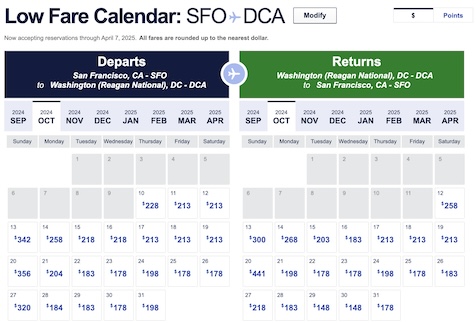 Low Fare Calendar: SFO DCA Modify $ Points
Now accepting reservations through April 7, 2025. All fares are rounded up to the nearest dollar.
Departs
San Francisco, CA - SFO
to Washington (Reagan National), DC - DCA
2024 SEP 2024 OCT 2024 NOV 2024 DEC 2025 JAN 2025 FEB 2025 MAR 2025 APR
Sunday Monday Tuesday Wednesday Thursday Friday Saturday
1 2 3 4 5
6 7 8 9 10 11 12
$228 $213 $213
13 14 15 16 17 18 19
$342 $258 $218 $213 $213 $213 $213
20 21 22 23 24 25 26
$356 $204 $183 $183 $198 $178 $178
27 28 29 30 31
$320 $184 $183 $178 $198
Returns
Washington (Reagan National), DC - DCA
to San Francisco, CA - SFO
2024 SEP 2024 OCT 2024 NOV 2024 DEC 2025 JAN 2025 FEB 2025 MAR 2025 APR
Sunday Monday Tuesday Wednesday Thursday Friday Saturday
1 2 3 4 5
6 7 8 9 10 11 12
$258
13 14 15 16 17 18 19
$300 $268 $203 $183 $213 $213 $213
20 21 22 23 24 25 26
$441 $198 $178 $178 $198 $178 $183
27 28 29 30 31
$218 $183 $148 $148 $178